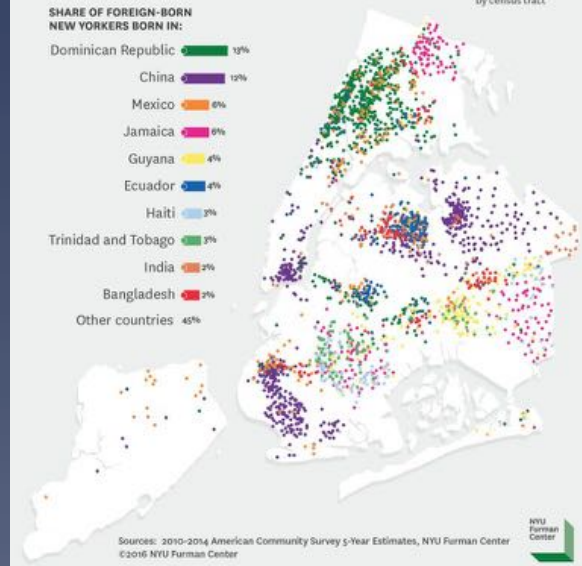 by census tract
SHARE OF FOREIGN-BORN
NEW YORKERS BORN IN:
Dominican Republic 13%
China 12%
Mexico 6%
Jamaica 6%
Guyana 4%
Ecuador 4%
Haiti 3%
Trinidad and Tobago 3%
India 2%
Bangladesh 2%
Other countries 45%
Sources: 2010-2014 American Community Survey 5-Year Estimates, NYU Furman Center
©2016 NYU Furman Center
NYU
Furman
Center